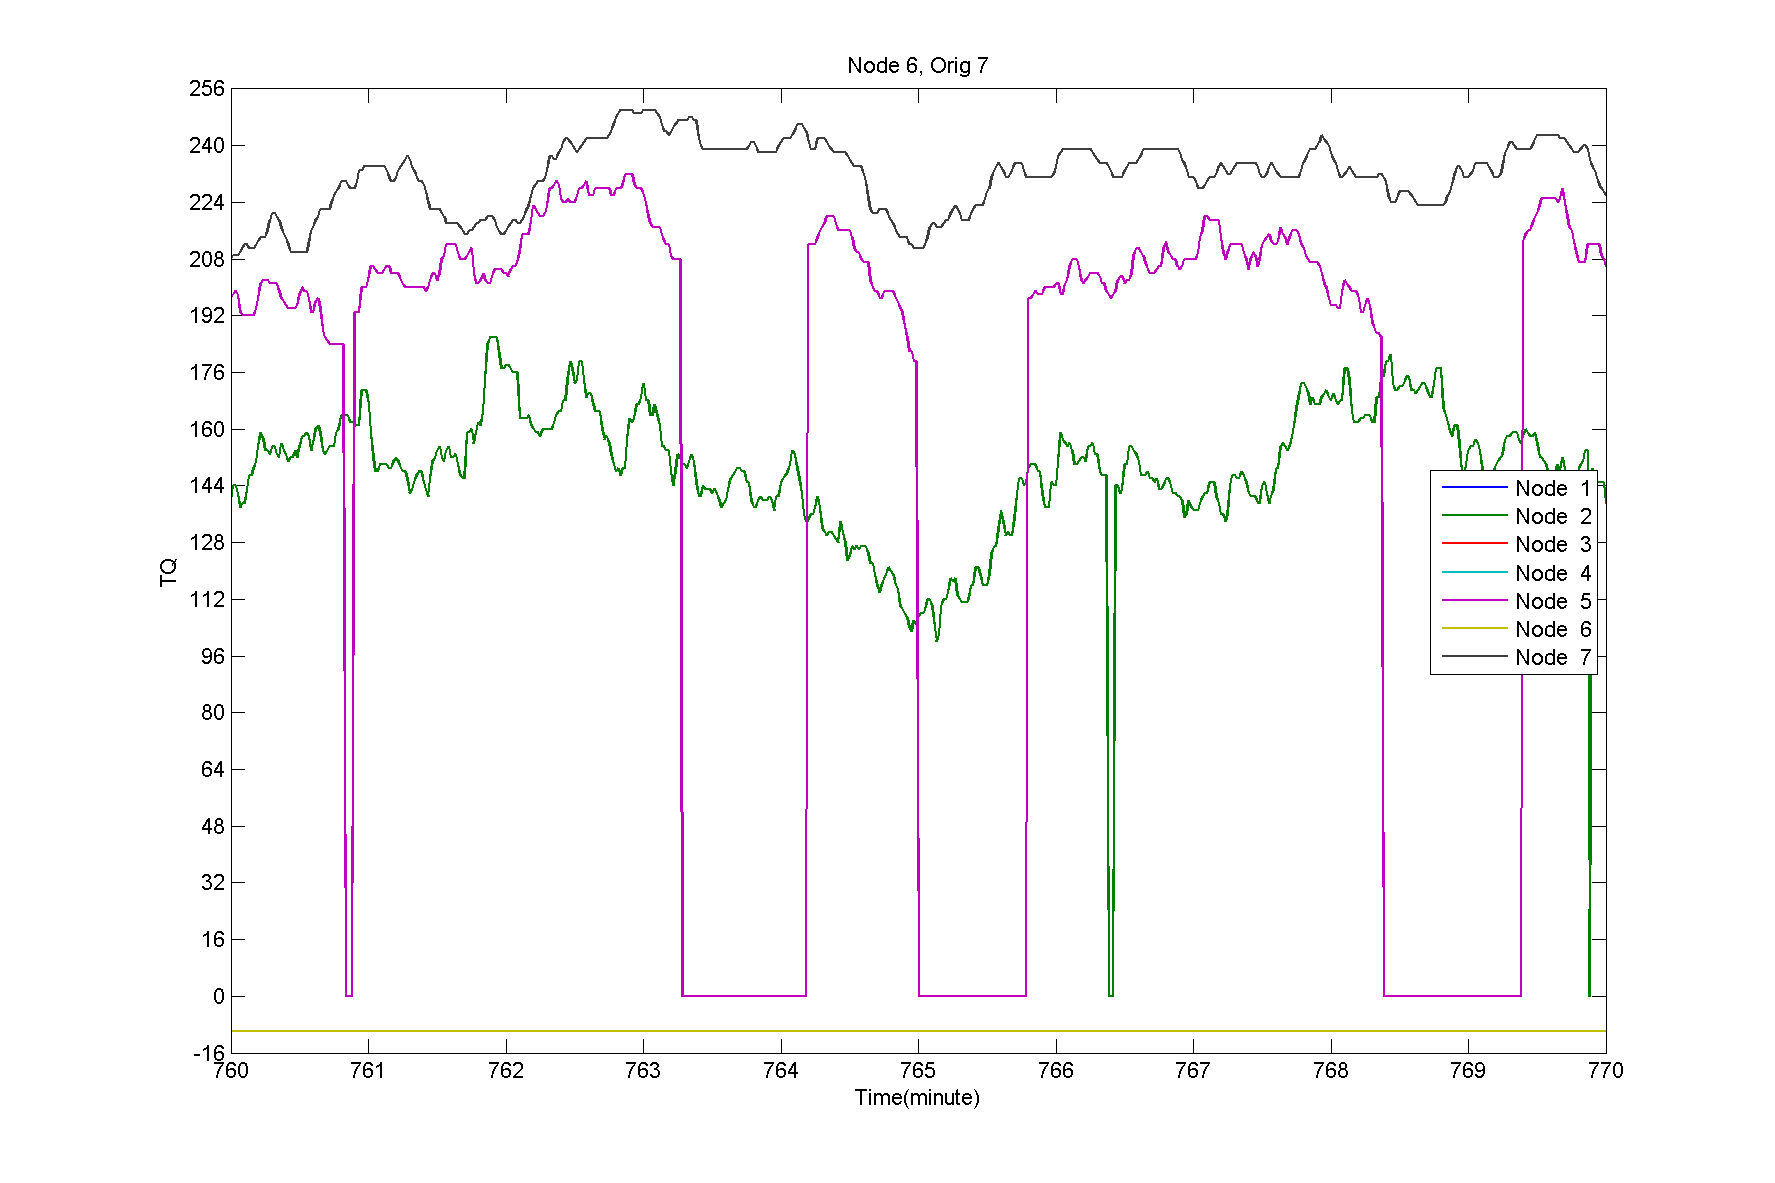 Node 6, Orig 7
256
240
224
208
192
176
160
144
128
112
96
80
64
48
32
16
0
-16
TQ
Node 1
Node 2
Node 3
Node 4
Node 5
Node 6
Node 7
760 761 762 763 764 765 766 767 768 769 770
Time(minute)